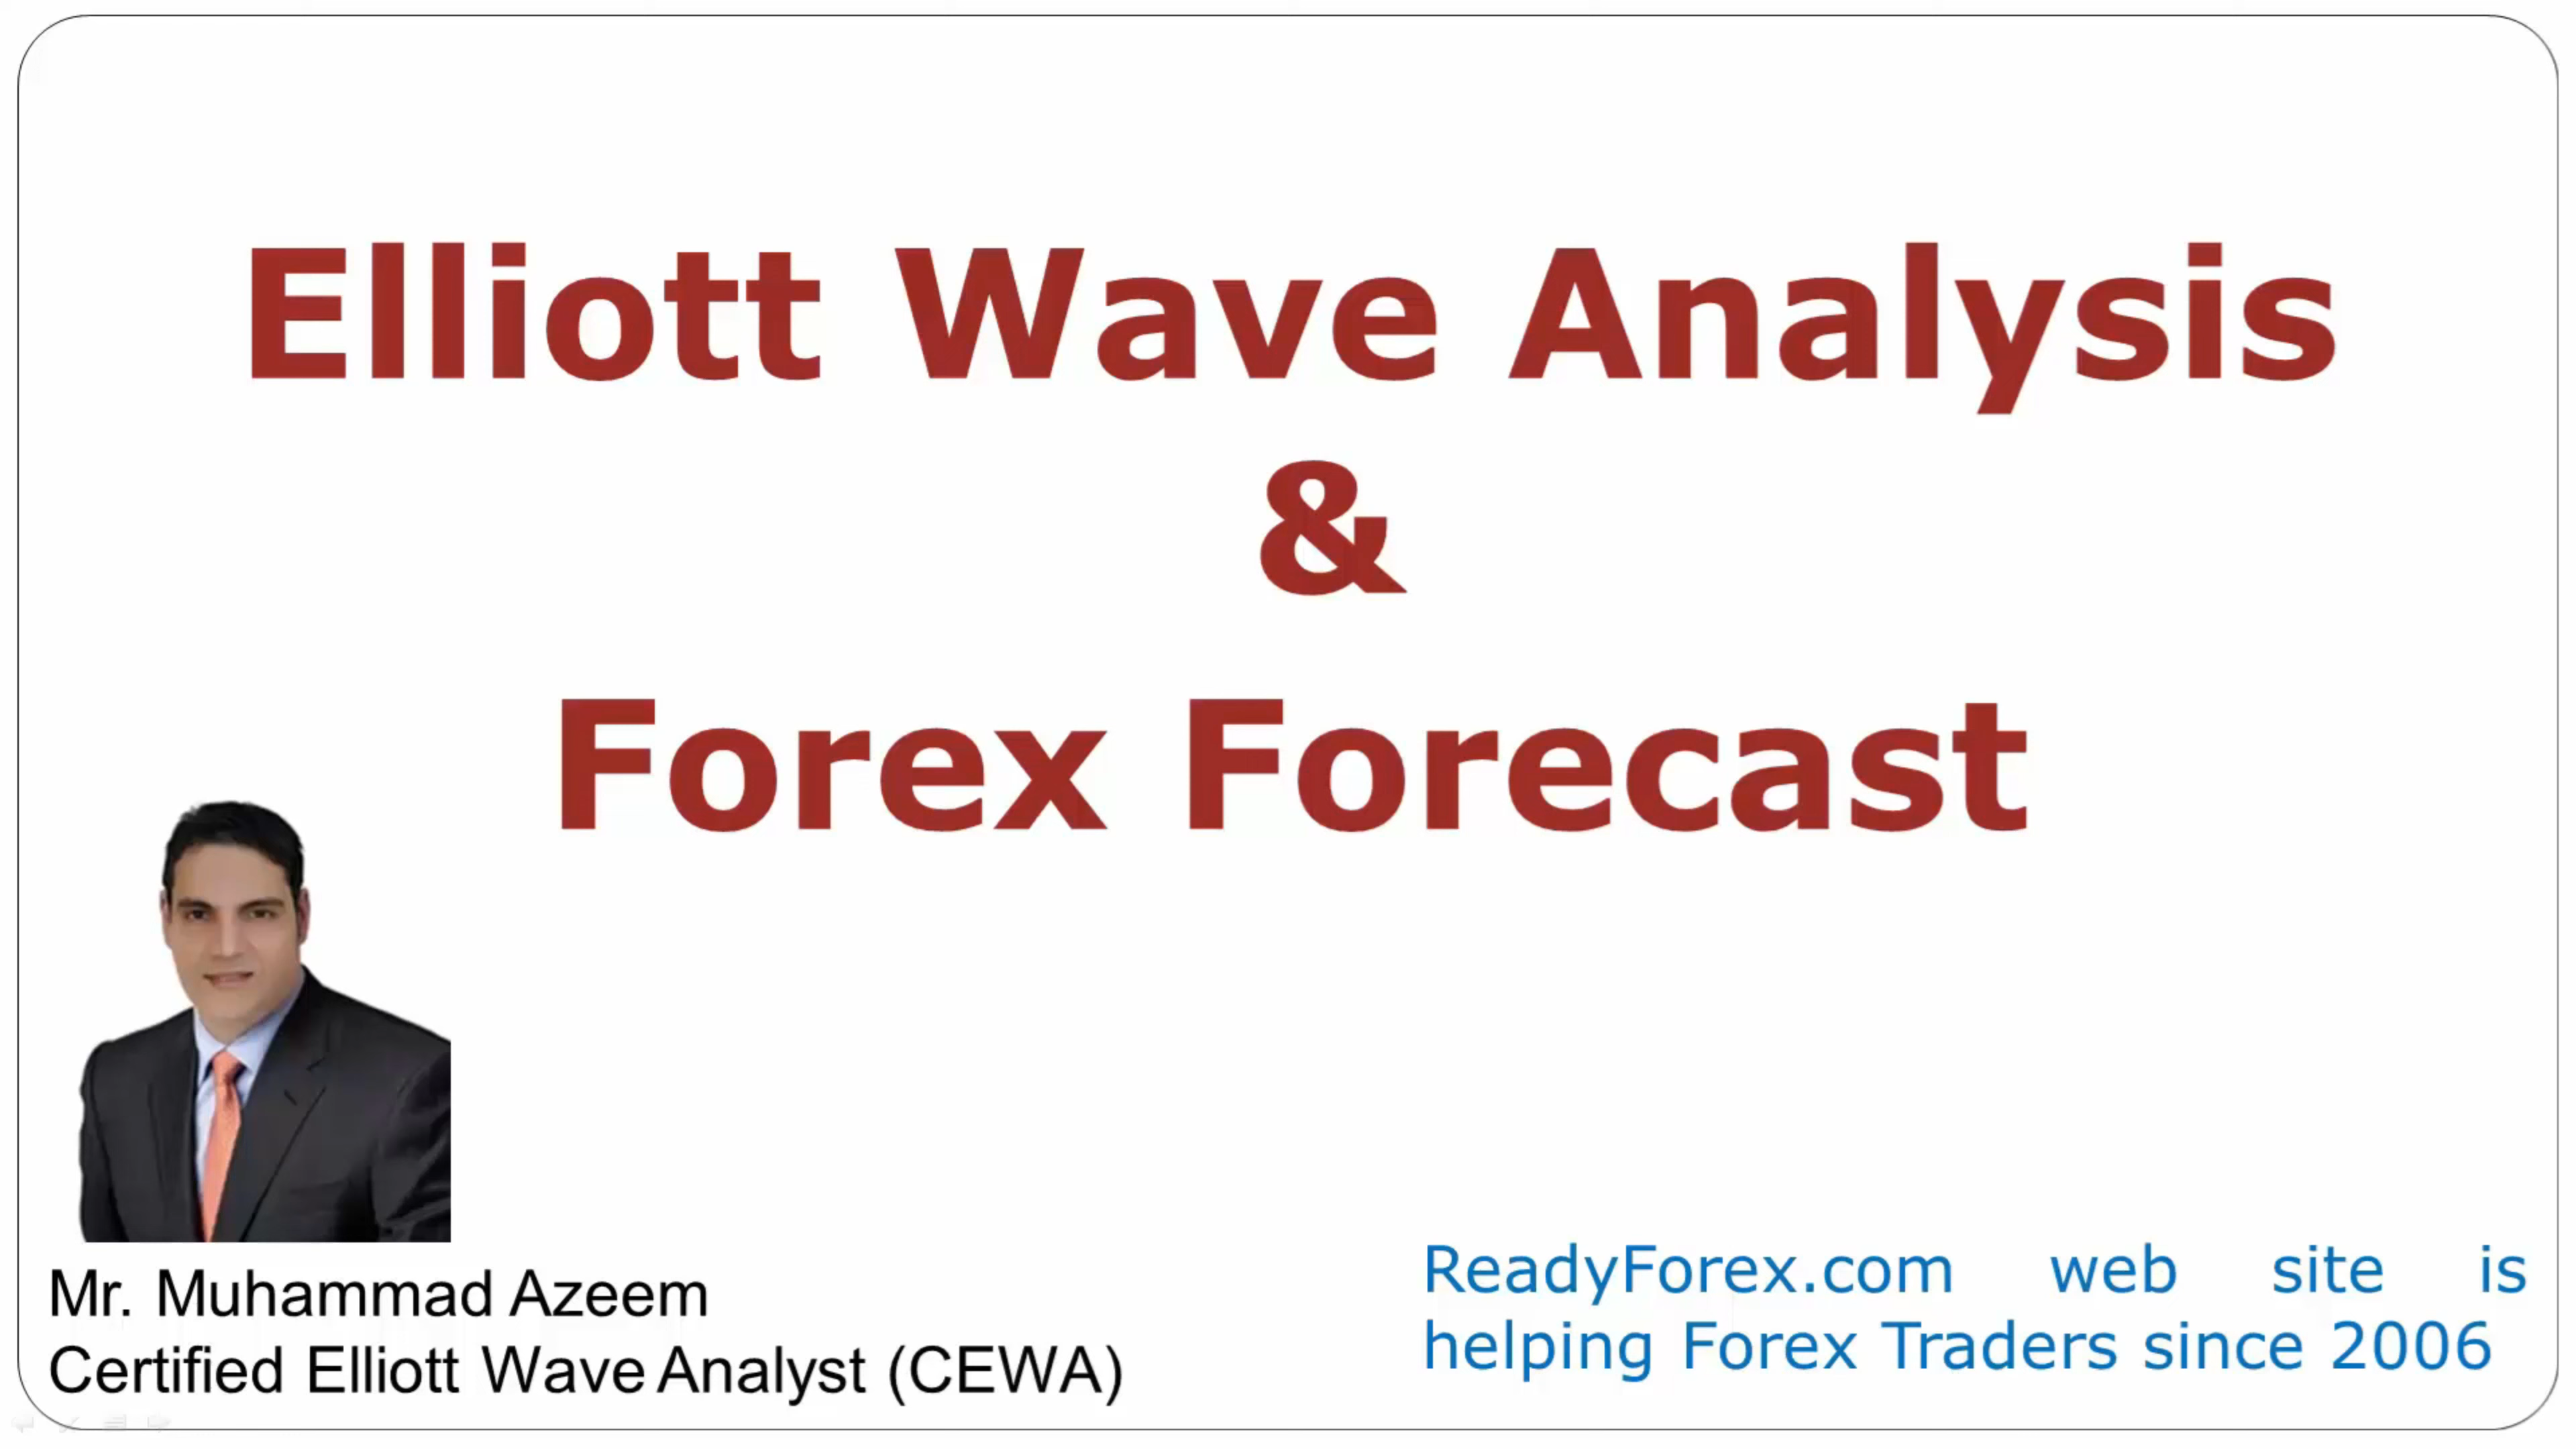 Elliott Wave Analysis
&
Forex Forecast
Mr. Muhammad Azeem
Certified Elliott Wave Analyst (CEWA)
ReadyForex.com web site is
helping Forex Traders since 2006